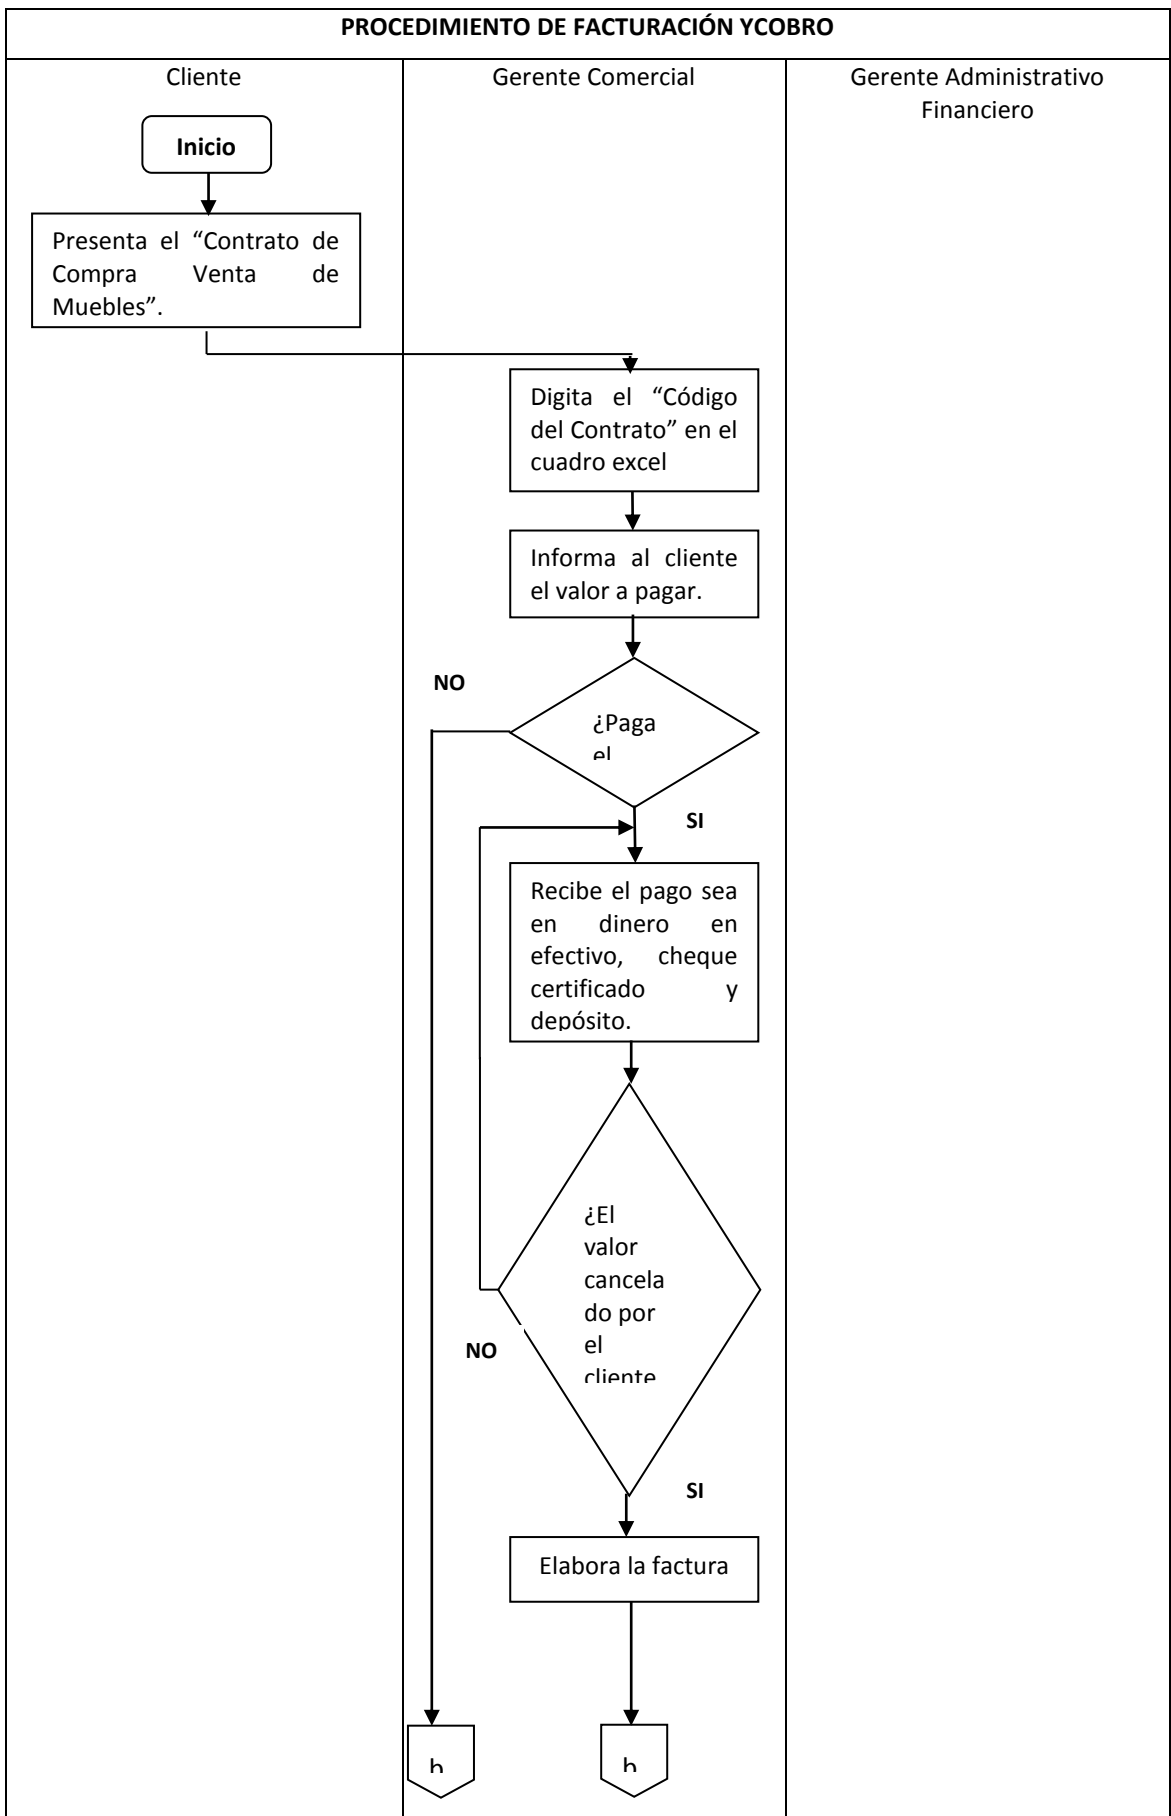 PROCEDIMIENTO DE FACTURACIÓN YCOBRO
Cliente
Gerente Comercial
Gerente Administrativo
Financiero
Inicio
Presenta el “Contrato de
Compra Venta de
Muebles”.
Digita el “Código
del Contrato” en el
cuadro excel
Informa al cliente
el valor a pagar.
NO
¿Paga
el
SI
Recibe el pago sea
en dinero en
efectivo, cheque
certificado y
depósito.
¿El
valor
cancela
do por
el
cliente
NO
SI
Elabora la factura